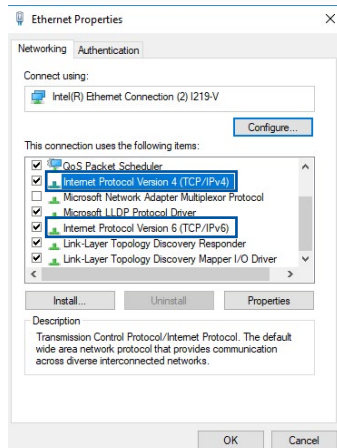 Ethernet Properties
Networking Authentication
Connect using:
Intel(R) Ethernet Connection (2) I219-V
Configure...
This connection uses the following items:
QoS Packet Scheduler
Internet Protocol Version 4 (TCP/IPv4)
Microsoft Network Adapter Multiplexor Protocol
Microsoft LLDP Protocol Driver
Internet Protocol Version 6 (TCP/IPv6)
Link-Layer Topology Discovery Responder
Link-Layer Topology Discovery Mapper I/O Driver
Install... Uninstall Properties
Description
Transmission Control Protocol/Internet Protocol. The default
wide area network protocol that provides communication
across diverse interconnected networks.
OK Cancel